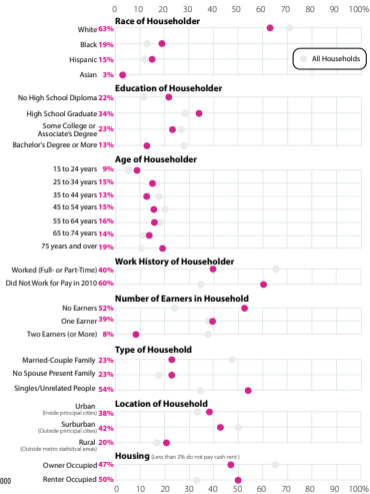 0 10 20 30 40 50 60 70 80 90 100%
Race of Householder
White 63%
Black 19%
Hispanic 15%
Asian 3%
All Households
Education of Householder
No High School Diploma 22%
High School Graduate 34%
Some College or
Associate's Degree 23%
Bachelor's Degree or More 13%
Age of Householder
15 to 24 years 9%
25 to 34 years 15%
35 to 44 years 13%
45 to 54 years 15%
55 to 64 years 16%
65 to 74 years 14%
75 years and over 19%
Work History of Householder
Worked (Full- or Part-Time) 40%
Did Not Work for Pay in 2010 60%
Number of Earners in Household
No Earners 52%
One Earner 39%
Two Earners (or More) 8%
Type of Household
Married-Couple Family 23%
No Spouse Present Family 23%
Singles/Unrelated People 54%
Location of Household
Urban
(Inside principal cities) 38%
Surburban
(Outside principal cities) 42%
Rural 20%
(Outside metro statistical areas)
Housing (Less than 2% do not pay cash rent)
Owner Occupied 47%
000 Renter Occupied 50%
0 10 20 30 40 50 60 70 80 90 100%